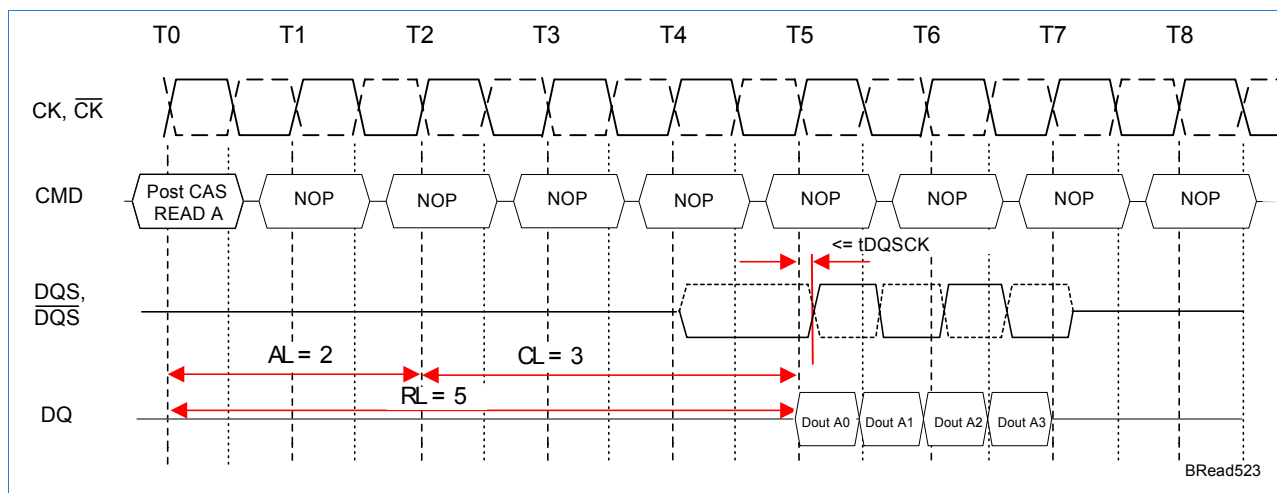 T0 T1 T2 T3 T4 T5 T6 T7 T8
CK, C̅K̅
CMD
Post CAS
READ A
NOP NOP NOP NOP NOP NOP NOP NOP
<= tDQSCK
DQS,
D̅Q̅S̅
AL = 2
CL = 3
RL = 5
DQ
Dout A0 Dout A1 Dout A2 Dout A3
BRead523